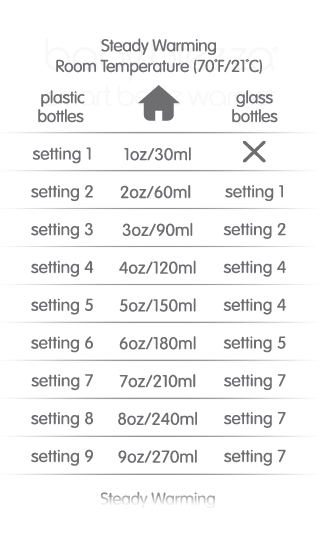 Steady Warming
Room Temperature (70°F/21°C)
plastic bottles glass bottles
setting 1 1oz/30ml
setting 2 2oz/60ml setting 1
setting 3 3oz/90ml setting 2
setting 4 4oz/120ml setting 4
setting 5 5oz/150ml setting 4
setting 6 6oz/180ml setting 5
setting 7 7oz/210ml setting 7
setting 8 8oz/240ml setting 7
setting 9 9oz/270ml setting 7
Steady Warming